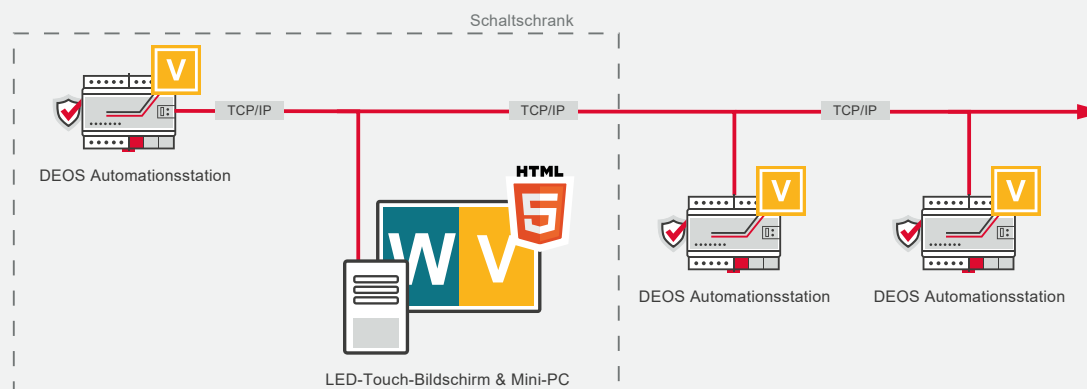 Schaltschrank
V
TCP/IP
TCP/IP
TCP/IP
DEOS Automationsstation
HTML
5
W V
V
V
DEOS Automationsstation
DEOS Automationsstation
LED-Touch-Bildschirm & Mini-PC